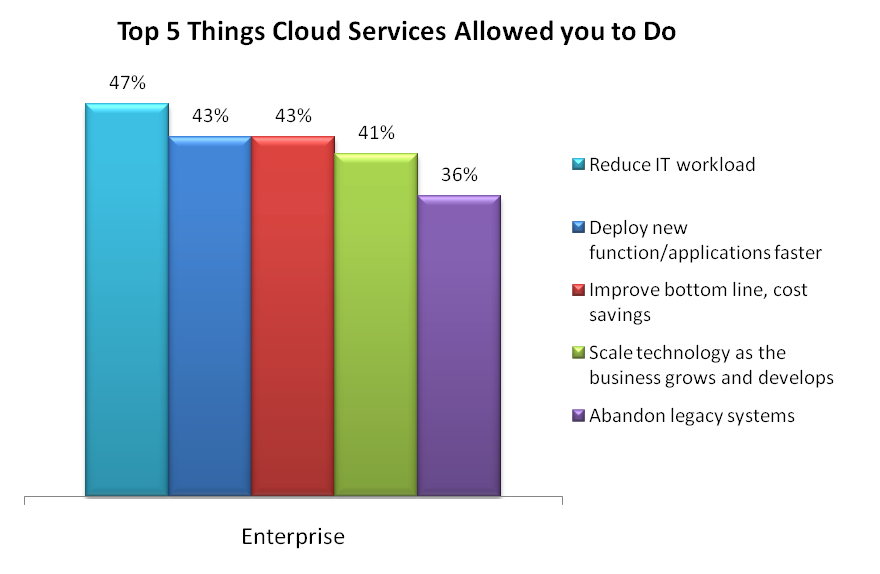 Top 5 Things Cloud Services Allowed you to Do
47%
43%
43%
41%
36%
Reduce IT workload
Deploy new
function/applications faster
Improve bottom line, cost
savings
Scale technology as the
business grows and develops
Abandon legacy systems
Enterprise